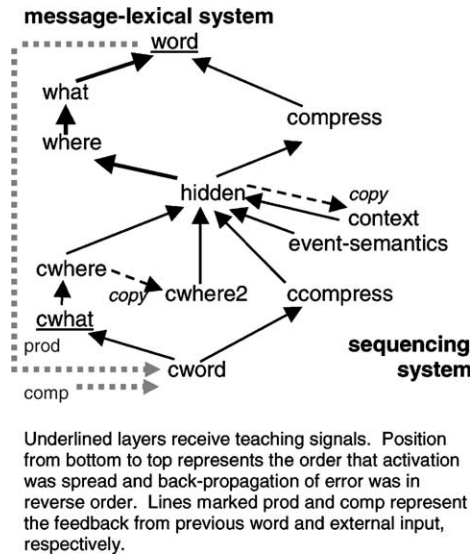 message-lexical system
word
what
compress
where
hidden
copy
context
event-semantics
cwhere
copy
cwhere2
ccompress
cwhat
prod
sequencing
system
cword
comp
Underlined layers receive teaching signals. Position
from bottom to top represents the order that activation
was spread and back-propagation of error was in
reverse order. Lines marked prod and comp represent
the feedback from previous word and external input,
respectively.